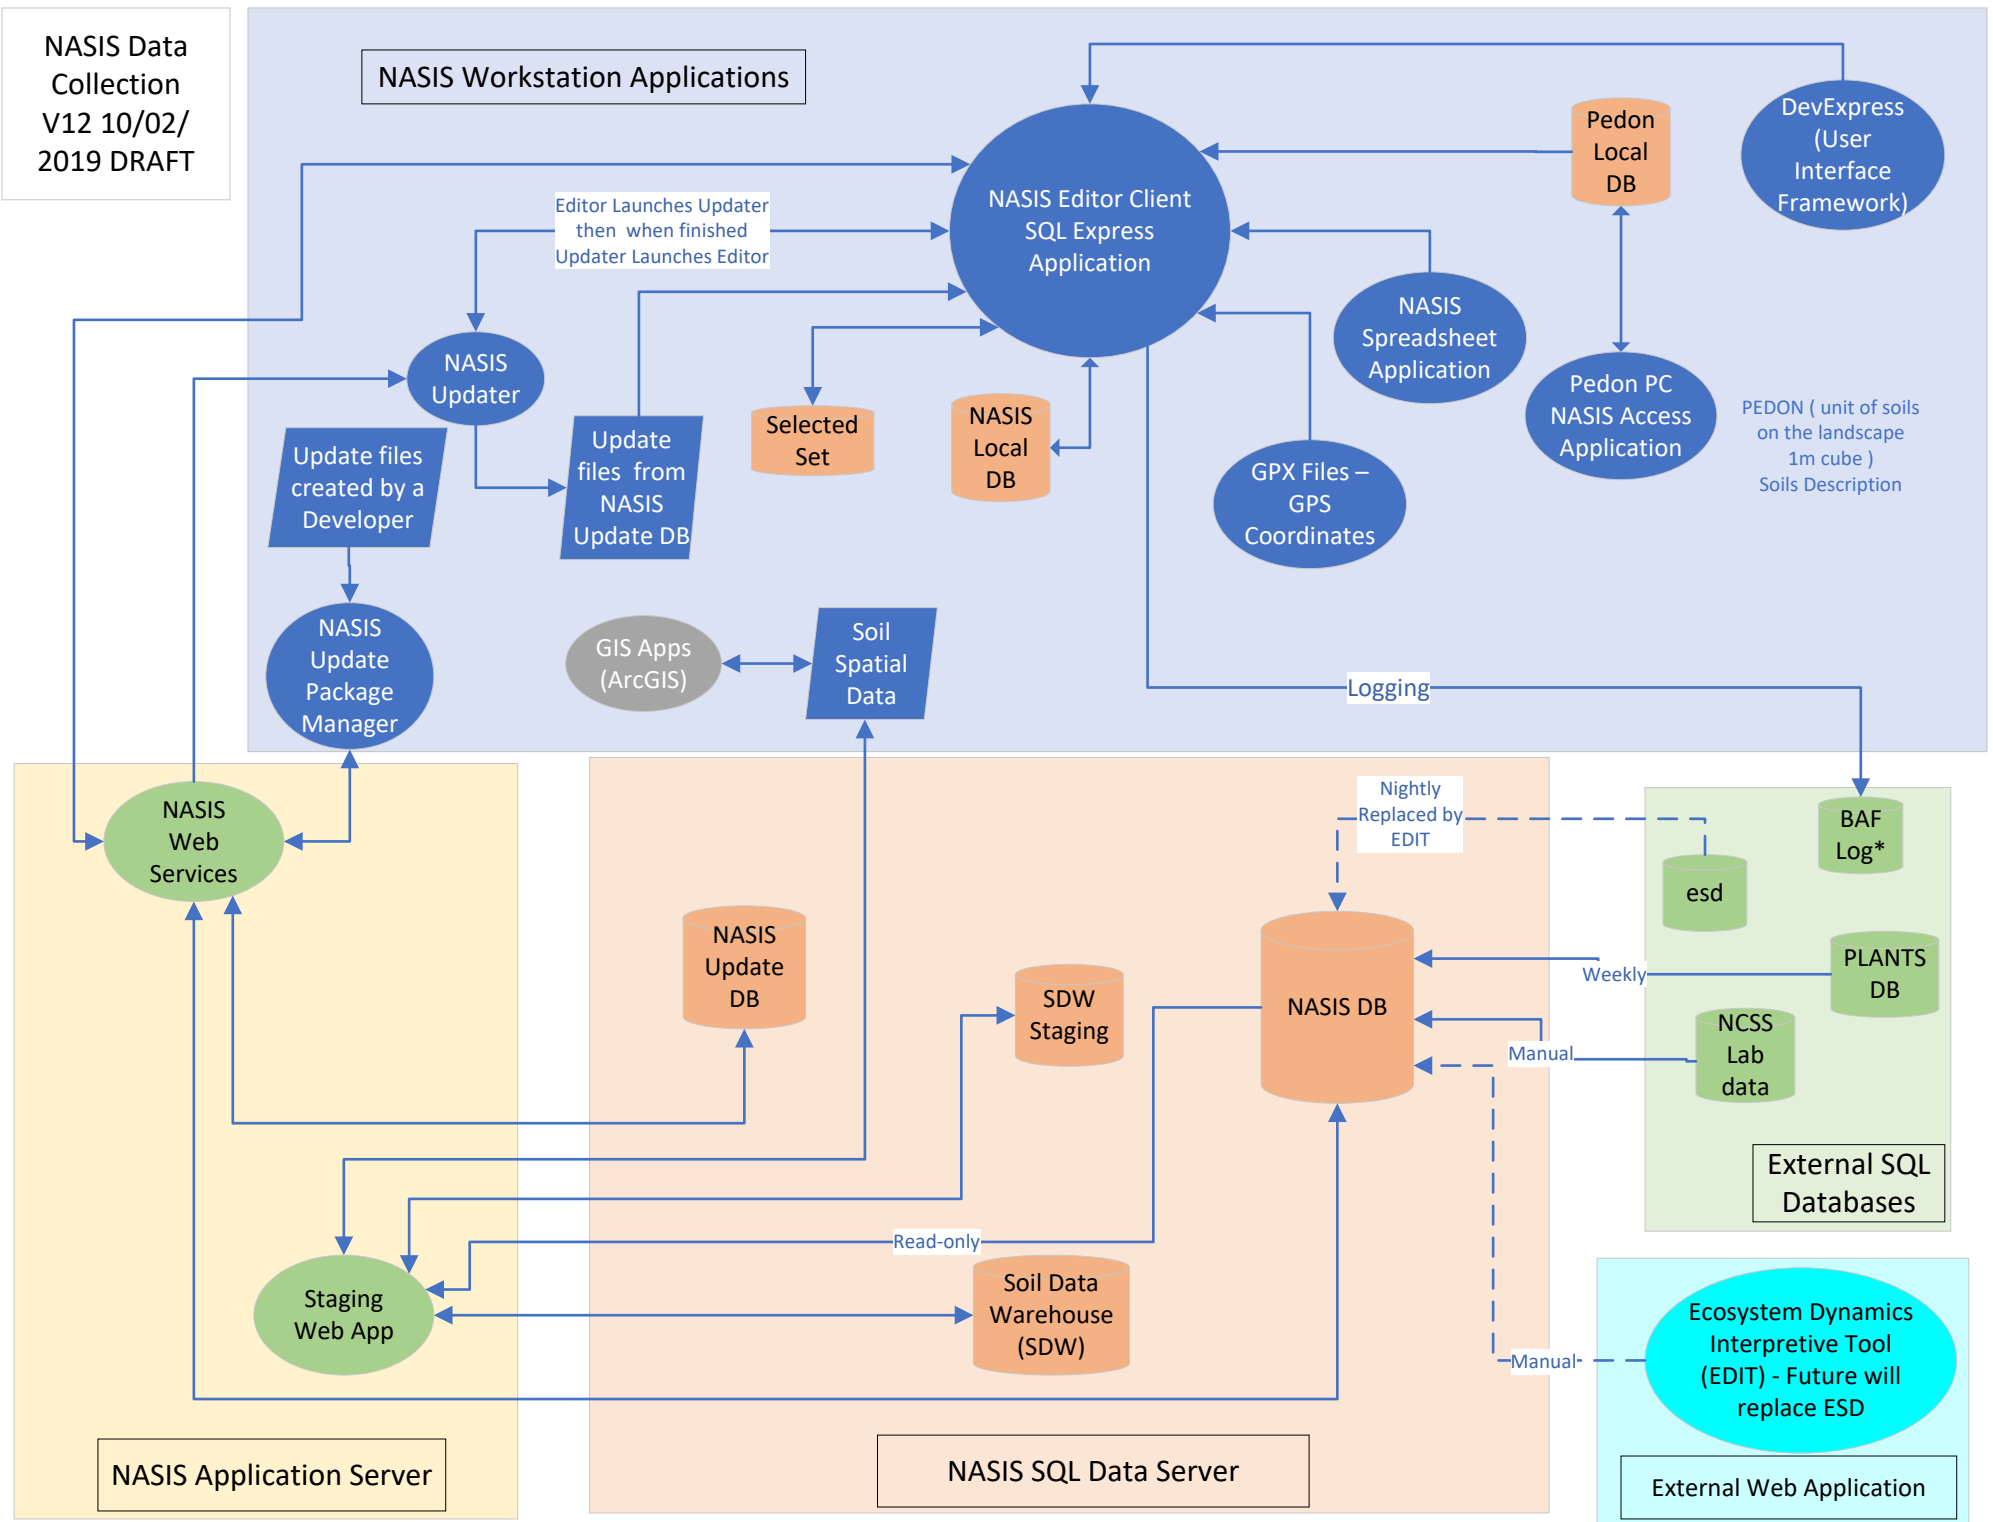 NASIS Data
Collection
V12 10/02/
2019 DRAFT
NASIS Workstation Applications
DevExpress
(User
Interface
Framework)
Pedon
Local
DB
NASIS Editor Client
SQL Express
Application
Editor Launches Updater
then  when finished
Updater Launches Editor
NASIS
Spreadsheet
Application
NASIS
Updater
Pedon PC
NASIS Access
Application
PEDON ( unit of soils
on the landscape
1m cube )
Soils Description
Selected
Set
NASIS
Local
DB
Update files
created by a
Developer
Update
files  from
NASIS
Update DB
GPX Files –
GPS
Coordinates
NASIS
Update
Package
Manager
GIS Apps
(ArcGIS)
Soil
Spatial
Data
Logging
NASIS
Web
Services
Nightly
Replaced by
EDIT
BAF
Log*
esd
NASIS
Update
DB
SDW
Staging
NASIS DB
Weekly
PLANTS
DB
Manual
NCSS
Lab
data
External SQL
Databases
Read-only
Staging
Web App
Soil Data
Warehouse
(SDW)
Manual
Ecosystem Dynamics
Interpretive Tool
(EDIT) - Future will
replace ESD
NASIS Application Server
NASIS SQL Data Server
External Web Application